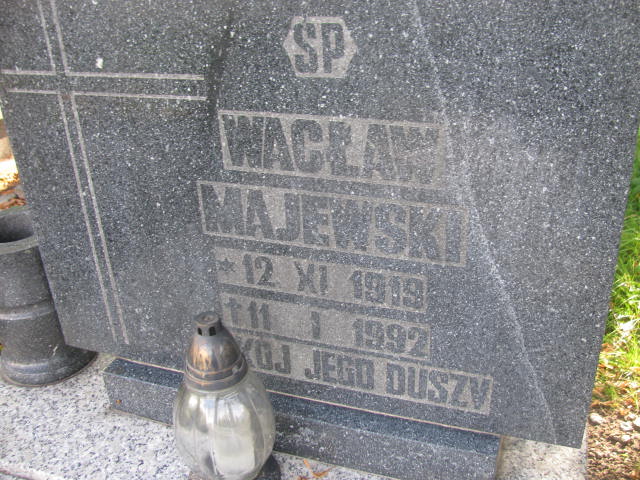 SP
WACŁAW
MAJEWSKI
* 12 XI 1919
† 11 I 1992
JEGO DUSZY